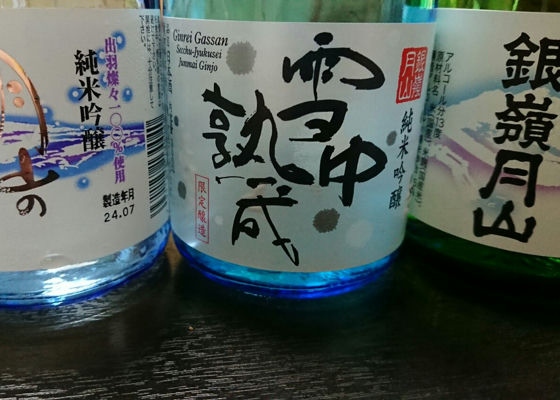 出羽燦々一〇〇%使用
純米吟醸
製造年月
24.07
Ginrei Gassan
Secchu-Jyukusei
Junmai Ginjo
雪中
熟成
限定醸造
銀嶺
月山
純米吟醸
銀嶺月山